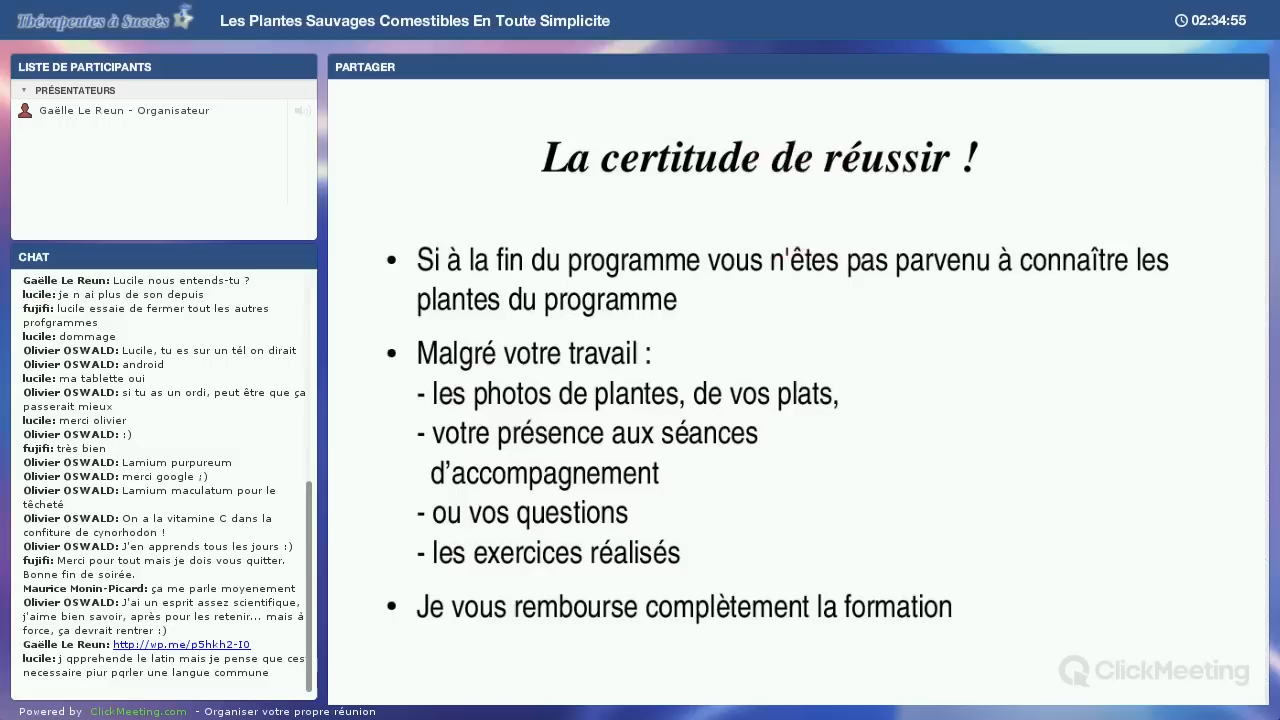 Thérapeutes à Succès
Les Plantes Sauvages Comestibles En Toute Simplicite
02:34:55
LISTE DE PARTICIPANTS
PRÉSENTATEURS
Gaëlle Le Reun - Organisateur
CHAT
Gaëlle Le Reun: Lucile nous entends-tu ?
lucile: je n ai plus de son depuis
fujifi: lucile essaie de fermer tout les autres
profgrammes
lucile: dommage
Olivier OSWALD: Lucile, tu es sur un tél on dirait
Olivier OSWALD: android
lucile: ma tablette oui
Olivier OSWALD: si tu as un ordi, peut être que ça
passerait mieux
lucile: merci olivier
Olivier OSWALD: :)
fujifi: très bien
Olivier OSWALD: Lamium purpureum
Olivier OSWALD: merci google ;)
Olivier OSWALD: Lamium maculatum pour le
têcheté
Olivier OSWALD: On a la vitamine C dans la
confiture de cynorhodon !
Olivier OSWALD: J'en apprends tous les jours :)
fujifi: Merci pour tout mais je dois vous quitter.
Bonne fin de soirée.
Maurice Monin-Picard: ça me parle moyenement
Olivier OSWALD: J'ai un esprit assez scientifique,
j'aime bien savoir, après pour les retenir... mais à
force, ça devrait rentrer :)
Gaëlle Le Reun: http://wp.me/p5hkh2-I0
lucile: j qpprehende le latin mais je pense que ces
necessaire piur pqrler une langue commune
PARTAGER
La certitude de réussir !
• Si à la fin du programme vous n'êtes pas parvenu à connaître les
plantes du programme
• Malgré votre travail :
- les photos de plantes, de vos plats,
- votre présence aux séances
d’accompagnement
- ou vos questions
- les exercices réalisés
• Je vous rembourse complètement la formation
ClickMeeting
Powered by ClickMeeting.com - Organiser votre propre réunion